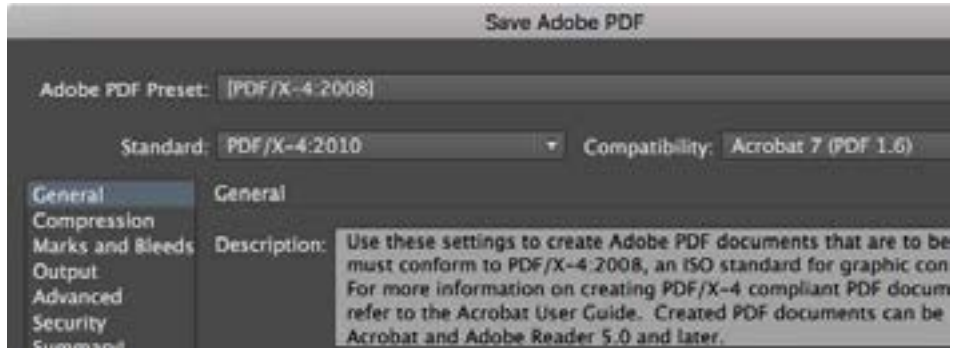 Save Adobe PDF
Adobe PDF Preset: [PDF/X-4:2008]
Standard: PDF/X-4:2010 Compatibility: Acrobat 7 (PDF 1.6)
General
Compression
Marks and Bleeds
Output
Advanced
Security
Summary
General
Description: Use these settings to create Adobe PDF documents that are to be
must conform to PDF/X-4:2008, an ISO standard for graphic con
For more information on creating PDF/X-4 compliant PDF docum
refer to the Acrobat User Guide. Created PDF documents can be
Acrobat and Adobe Reader 5.0 and later.